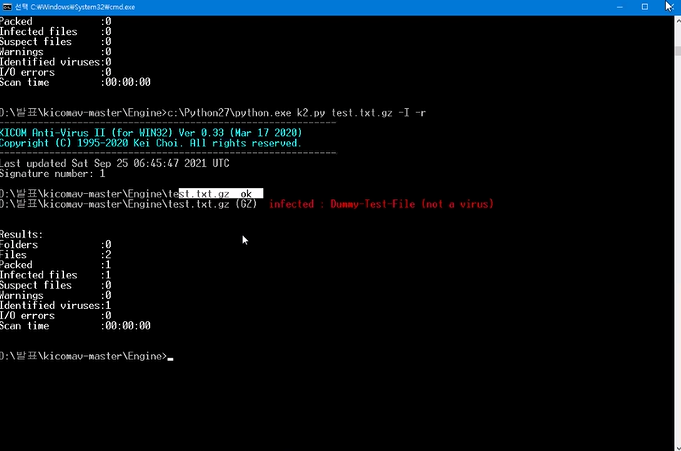 선택 C:\Windows\System32\cmd.exe
Packed :0
Infected files :0
Suspect files :0
Warnings :0
Identified viruses:0
I/O errors :0
Scan time :00:00:00
D:\발표\kicomav-master\Engine>c:\Python27\python.exe k2.py test.txt.gz -I -r
------------------------------------------------------------
KICOM Anti-Virus II (for WIN32) Ver 0.33 (Mar 17 2020)
Copyright (C) 1995-2020 Kei Choi. All rights reserved.
------------------------------------------------------------
Last updated Sat Sep 25 06:45:47 2021 UTC
Signature number: 1
D:\발표\kicomav-master\Engine\test.txt.gz ok
D:\발표\kicomav-master\Engine\test.txt.gz (GZ) infected : Dummy-Test-File (not a virus)
Results:
Folders :0
Files :2
Packed :1
Infected files :1
Suspect files :0
Warnings :0
Identified viruses:1
I/O errors :0
Scan time :00:00:00
D:\발표\kicomav-master\Engine>_